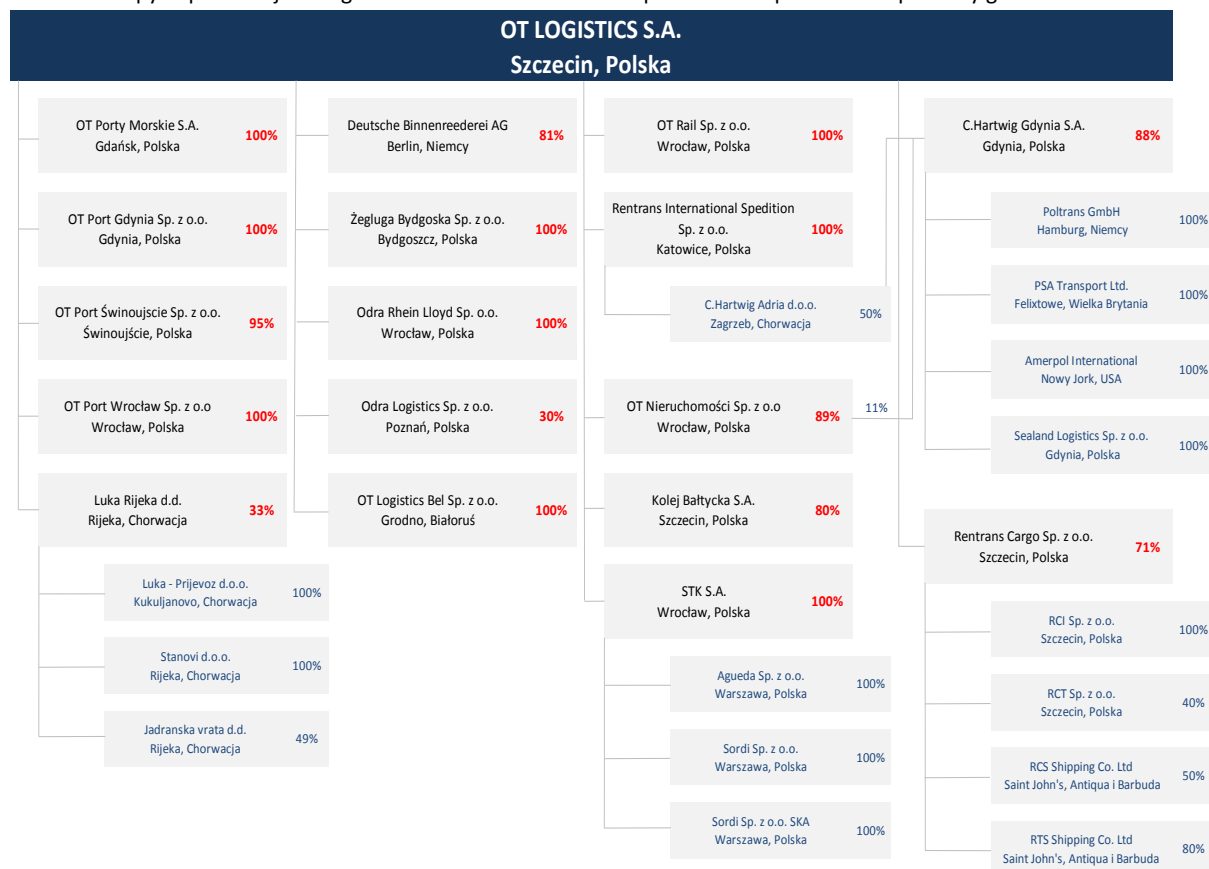 OT LOGISTICS S.A.
Szczecin, Polska
OT Porty Morskie S.A.
Gdańsk, Polska
100%
OT Port Gdynia Sp. z o.o.
Gdynia, Polska
100%
OT Port Świnoujscie Sp. z o.o.
Świnoujście, Polska
95%
OT Port Wrocław Sp. z o.o
Wrocław, Polska
100%
Luka Rijeka d.d.
Rijeka, Chorwacja
33%
Luka - Prijevoz d.o.o.
Kukuljanovo, Chorwacja
100%
Stanovi d.o.o.
Rijeka, Chorwacja
100%
Jadranska vrata d.d.
Rijeka, Chorwacja
49%
Deutsche Binnenreederei AG
Berlin, Niemcy
81%
Żegluga Bydgoska Sp. z o.o.
Bydgoszcz, Polska
100%
Odra Rhein Lloyd Sp. o.o.
Wrocław, Polska
100%
Odra Logistics Sp. z o.o.
Poznań, Polska
30%
OT Logistics Bel Sp. z o.o.
Grodno, Białoruś
100%
OT Rail Sp. z o.o.
Wrocław, Polska
100%
Rentrans International Spedition
Sp. z o.o.
Katowice, Polska
100%
C.Hartwig Adria d.o.o.
Zagrzeb, Chorwacja
50%
OT Nieruchomości Sp. z o.o
Wrocław, Polska
89%
11%
Kolej Bałtycka S.A.
Szczecin, Polska
80%
STK S.A.
Wrocław, Polska
100%
Agueda Sp. z o.o.
Warszawa, Polska
100%
Sordi Sp. z o.o.
Warszawa, Polska
100%
Sordi Sp. z o.o. SKA
Warszawa, Polska
100%
C.Hartwig Gdynia S.A.
Gdynia, Polska
88%
Poltrans GmbH
Hamburg, Niemcy
100%
PSA Transport Ltd.
Felixtowe, Wielka Brytania
100%
Amerpol International
Nowy Jork, USA
100%
Sealand Logistics Sp. z o.o.
Gdynia, Polska
100%
Rentrans Cargo Sp. z o.o.
Szczecin, Polska
71%
RCI Sp. z o.o.
Szczecin, Polska
100%
RCT Sp. z o.o.
Szczecin, Polska
40%
RCS Shipping Co. Ltd
Saint John's, Antiqua i Barbuda
50%
RTS Shipping Co. Ltd
Saint John's, Antiqua i Barbuda
80%